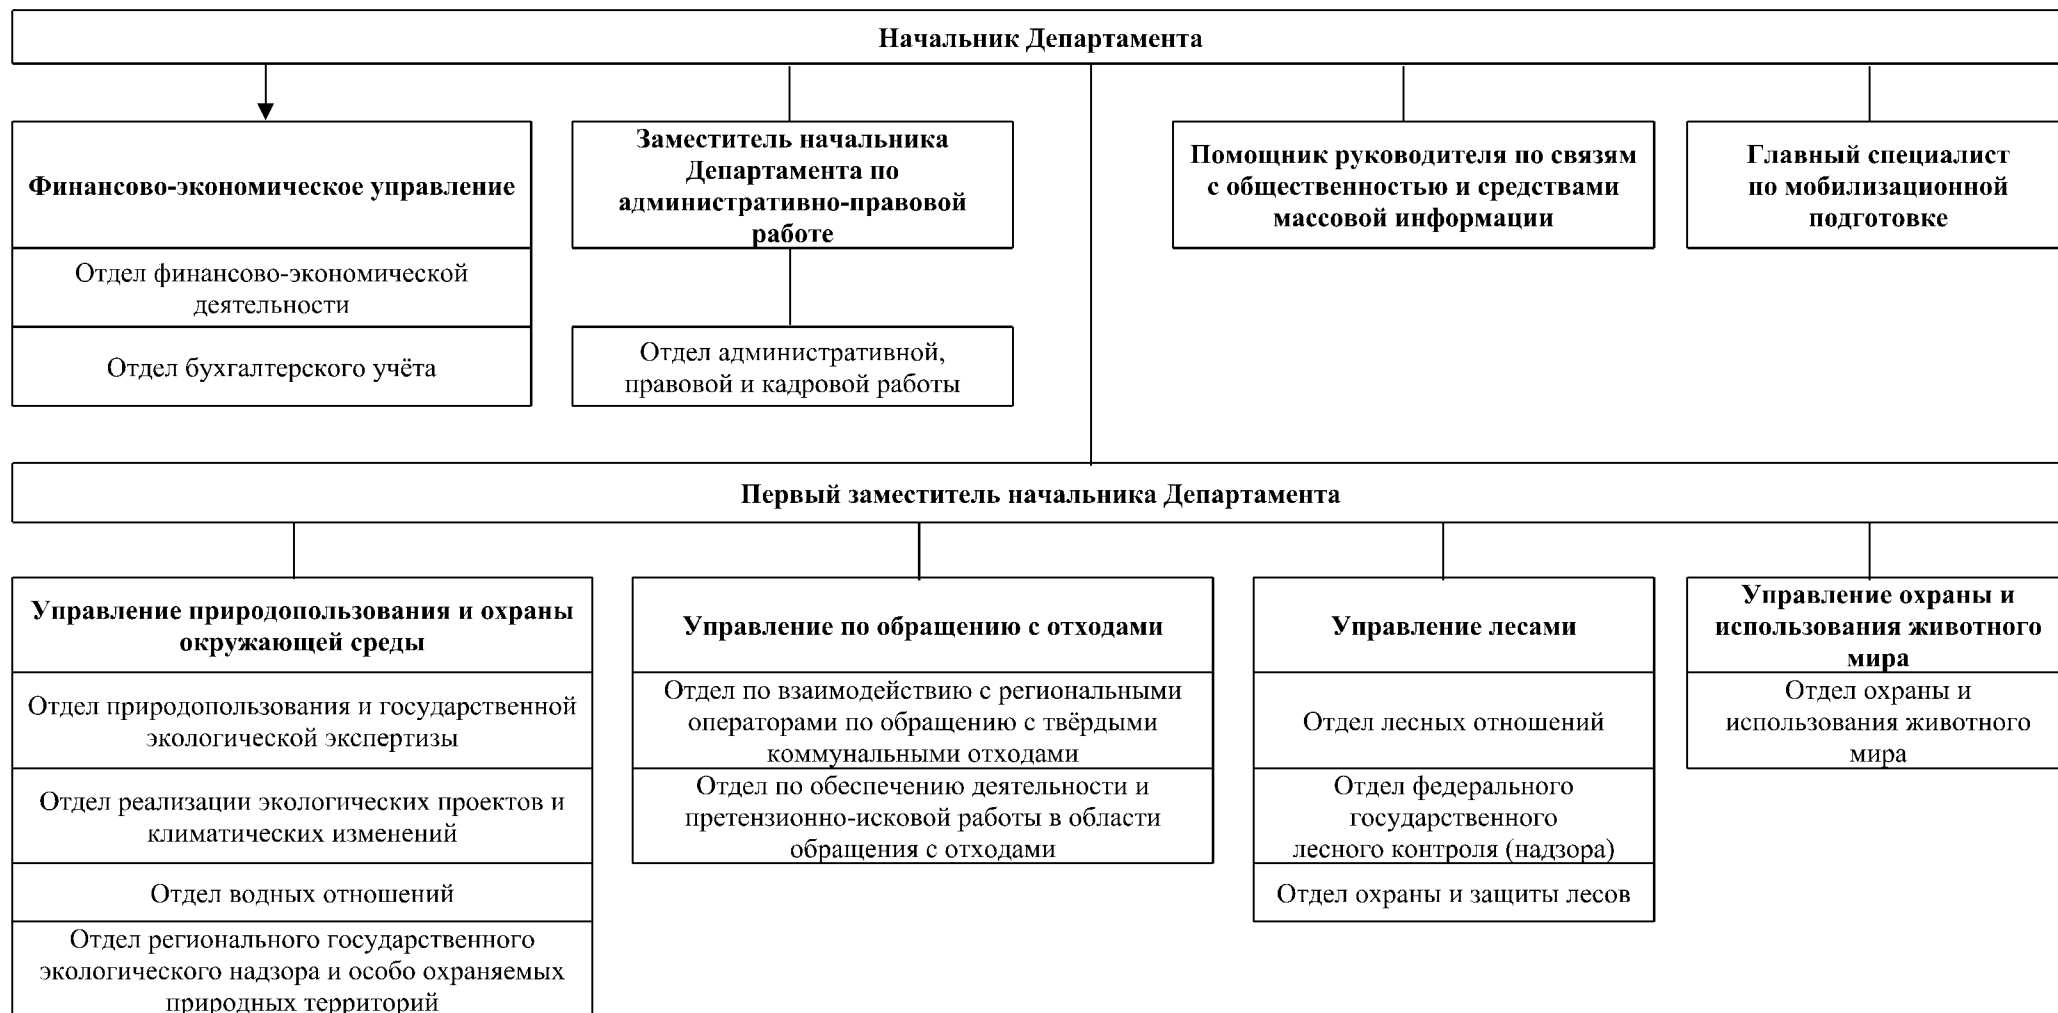 Начальник Департамента
Финансово-экономическое управление
Отдел финансово-экономической
деятельности
Отдел бухгалтерского учёта
Заместитель начальника
Департамента по
административно-правовой
работе
Отдел административной,
правовой и кадровой работы
Помощник руководителя по связям
с общественностью и средствами
массовой информации
Главный специалист
по мобилизационной
подготовке
Первый заместитель начальника Департамента
Управление природопользования и охраны
окружающей среды
Отдел природопользования и государственной
экологической экспертизы
Отдел реализации экологических проектов и
климатических изменений
Отдел водных отношений
Отдел регионального государственного
экологического надзора и особо охраняемых
природных территорий
Управление по обращению с отходами
Отдел по взаимодействию с региональными
операторами по обращению с твёрдыми
коммунальными отходами
Отдел по обеспечению деятельности и
претензионно-исковой работы в области
обращения с отходами
Управление лесами
Отдел лесных отношений
Отдел федерального
государственного
лесного контроля (надзора)
Отдел охраны и защиты лесов
Управление охраны и
использования животного
мира
Отдел охраны и
использования животного
мира